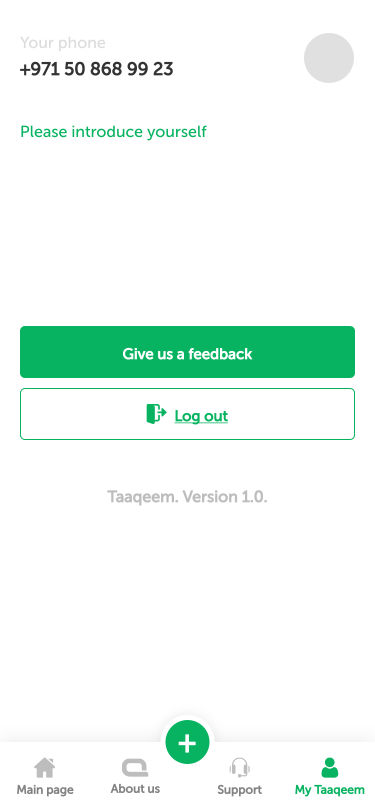 Your phone
+971 50 868 99 23
Please introduce yourself
Give us a feedback
Log out
Taaqeem. Version 1.0.
+
Main page
About us
Support
My Taaqeem